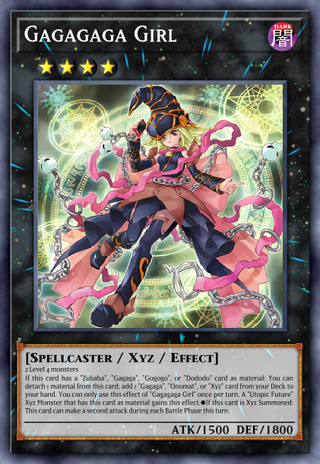 Gagagaga Girl
DARK
闇
[Spellcaster / Xyz / Effect]
2 Level 4 monsters
If this card has a "Zubaba", "Gagaga", "Gogogo", or "Dododo" card as material: You can
detach 1 material from this card; add 1 "Gagaga", "Onomat", or "Xyz" card from your Deck to
your hand. You can only use this effect of "Gagagaga Girl" once per turn. A "Utopic Future"
Xyz Monster that has this card as material gains this effect.●If this card is Xyz Summoned:
This card can make a second attack during each Battle Phase this turn.
ATK/1500 DEF/1800